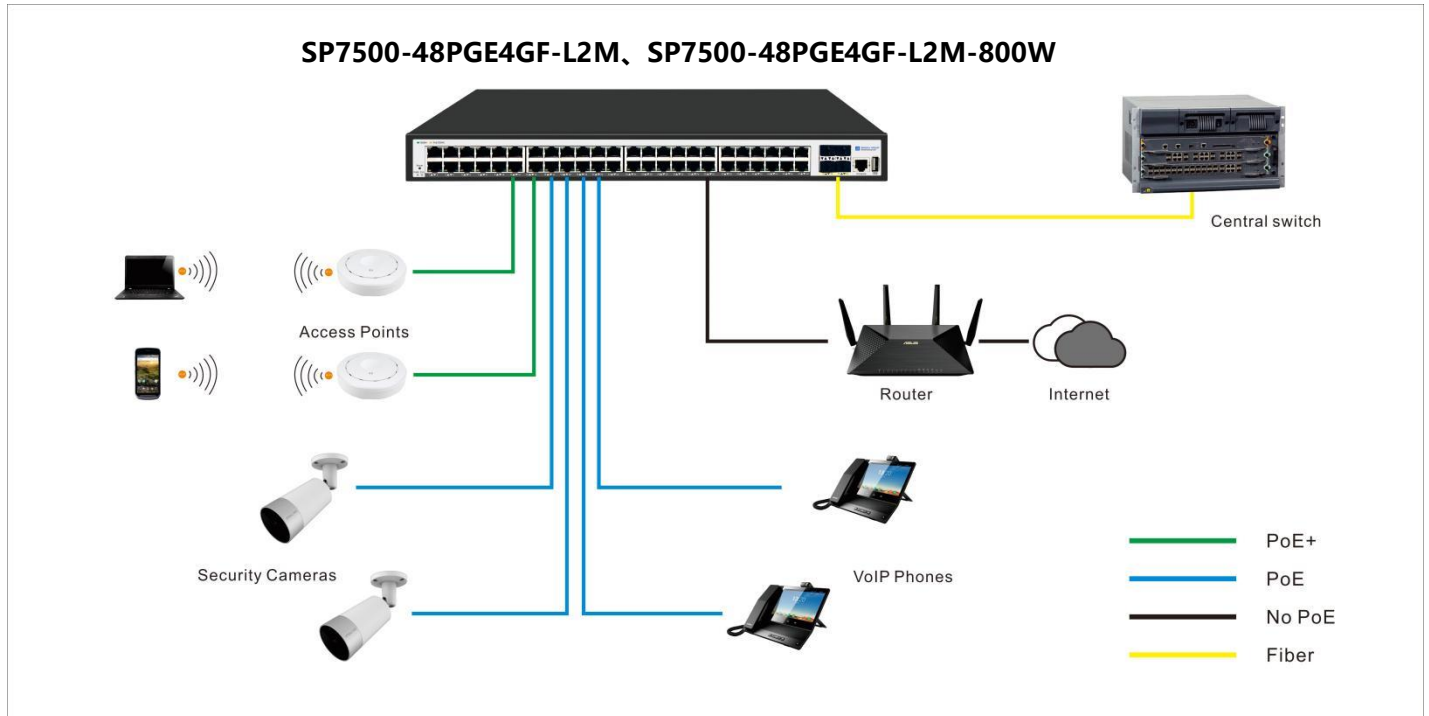 SP7500-48PGE4GF-L2M、SP7500-48PGE4GF-L2M-800W
Central switch
Access Points
Router
Internet
Security Cameras
VoIP Phones
PoE+
PoE
No PoE
Fiber